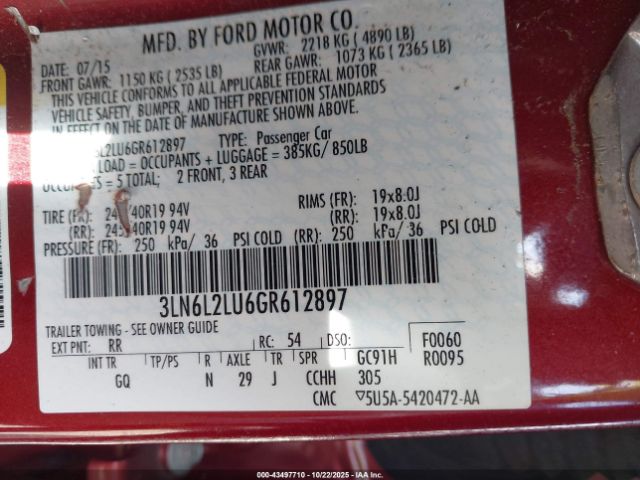 MFD. BY FORD MOTOR CO.
DATE: 07/15 GVWR: 2218 KG ( 4890 LB)
FRONT GAWR: 1150 KG ( 2535 LB) REAR GAWR: 1073 KG ( 2365 LB)
THIS VEHICLE CONFORMS TO ALL APPLICABLE FEDERAL MOTOR
VEHICLE SAFETY, BUMPER, AND THEFT PREVENTION STANDARDS
IN EFFECT ON THE DATE OF MANUFACTURE SHOWN ABOVE.
L2LU6GR612897 TYPE: Passenger Car
LOAD = OCCUPANTS + LUGGAGE = 385KG/ 850LB
= 5 TOTAL; 2 FRONT, 3 REAR
TIRE (FR): 40R19 94V RIMS (FR): 19x8.0J
(RR): 40R19 94V (RR): 19x8.0J
PRESSURE (FR): 250 kPa/ 36 PSI COLD (RR): 250 kPa/ 36 PSI COLD
3LN6L2LU6GR612897
TRAILER TOWING - SEE OWNER GUIDE
EXT PNT: RR RC: 54 DSO: F0060
INT TR TP/PS R AXLE TR SPR GC91H R0095
GQ N 29 J CCHH 305
CMC ▽5U5A-5420472-AA
000-43497710 | 10/22/2025 | IAAI.COM